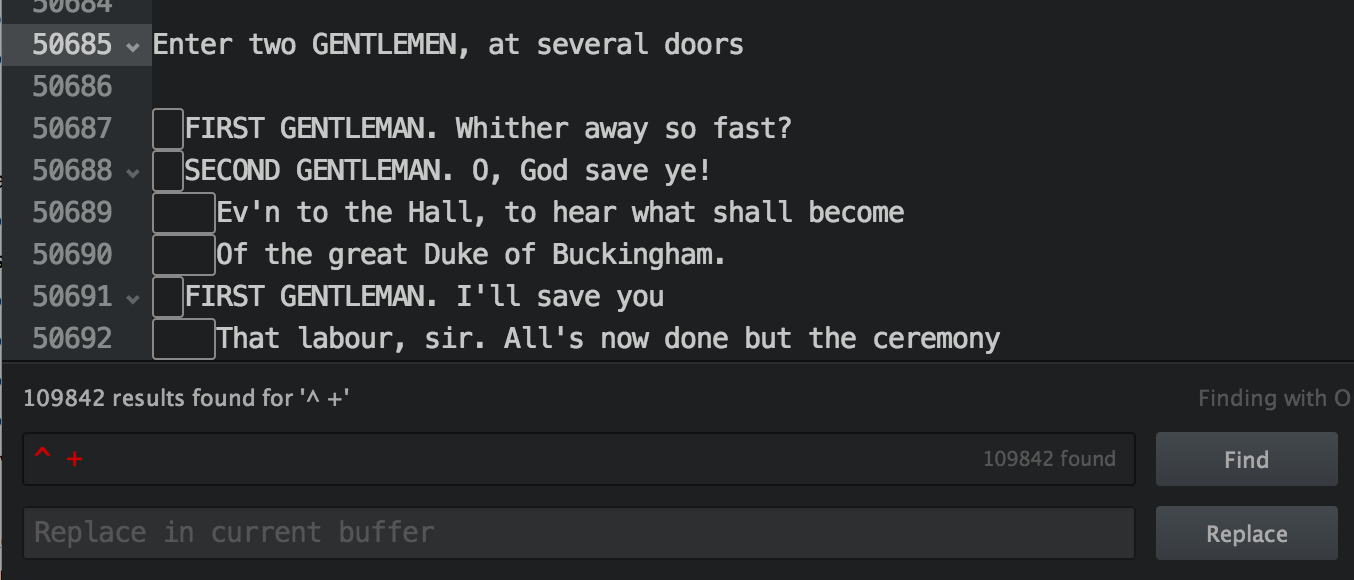 50684
50685 Enter two GENTLEMEN, at several doors
50686
50687 FIRST GENTLEMAN. Whither away so fast?
50688 SECOND GENTLEMAN. O, God save ye!
50689 Ev'n to the Hall, to hear what shall become
50690 Of the great Duke of Buckingham.
50691 FIRST GENTLEMAN. I'll save you
50692 That labour, sir. All's now done but the ceremony
109842 results found for '^ +' Finding with O
^ + 109842 found Find
Replace in current buffer Replace